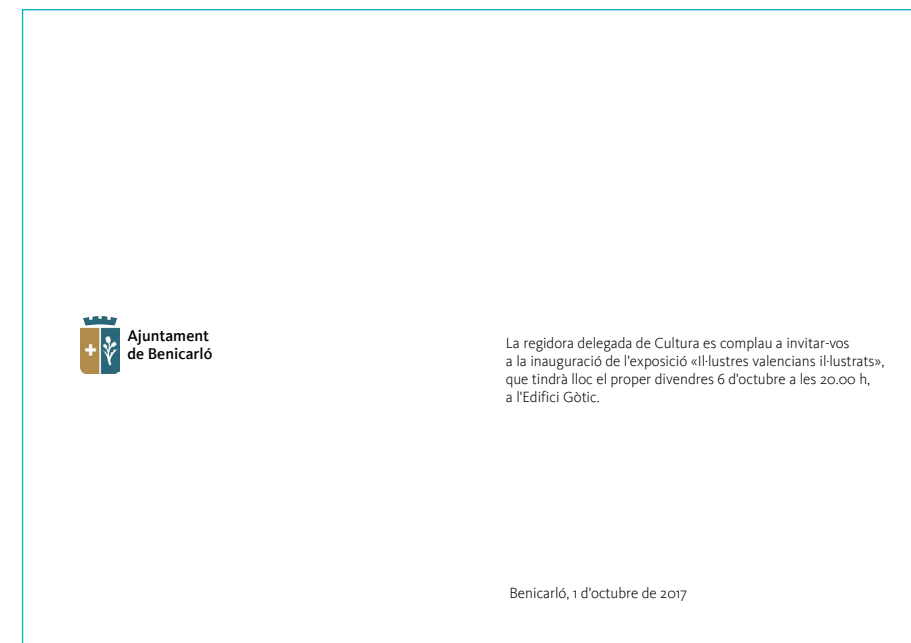 Ajuntament
de Benicarló
La regidora delegada de Cultura es complau a invitar-vos
a la inauguració de l'exposició «Il·lustres valencians il·lustrats»,
que tindrà lloc el proper divendres 6 d'octubre a les 20.00 h,
a l'Edifici Gòtic.
Benicarló, 1 d'octubre de 2017